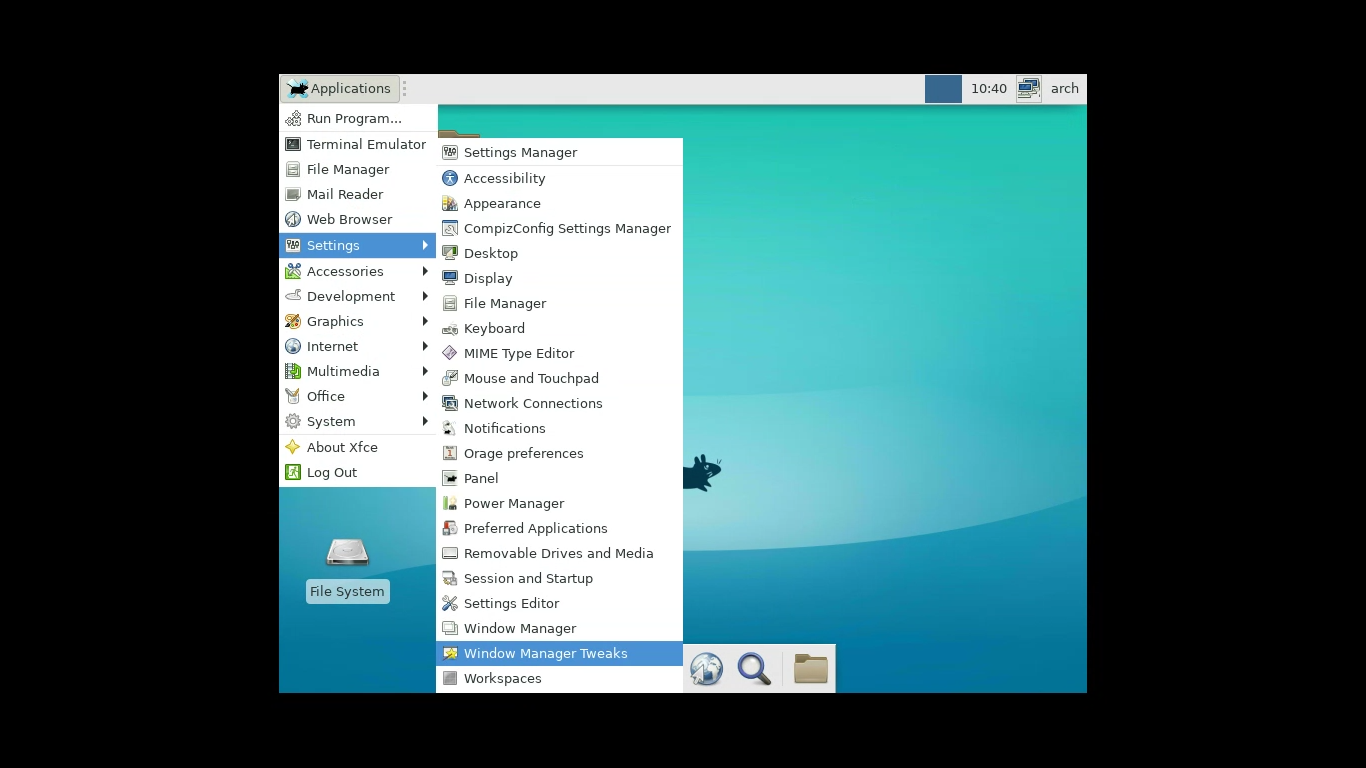 Applications
10:40
arch
Run Program...
Terminal Emulator
File Manager
Mail Reader
Web Browser
Settings
Accessories
Development
Graphics
Internet
Multimedia
Office
System
About Xfce
Log Out
Settings Manager
Accessibility
Appearance
CompizConfig Settings Manager
Desktop
Display
File Manager
Keyboard
MIME Type Editor
Mouse and Touchpad
Network Connections
Notifications
Orage preferences
Panel
Power Manager
Preferred Applications
Removable Drives and Media
Session and Startup
Settings Editor
Window Manager
Window Manager Tweaks
Workspaces
File System